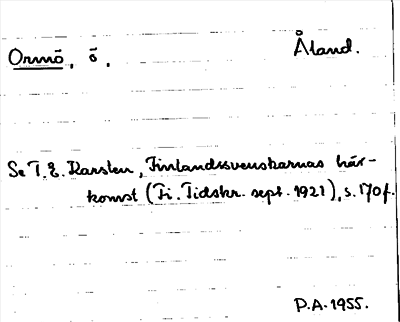 Ormö, ö, Åland.
Se T.E. Karsten, Finlandssvenskarnas här-
komst (Fi. Tidskr. sept. 1921), s. 170 f.
P.A. 1955.